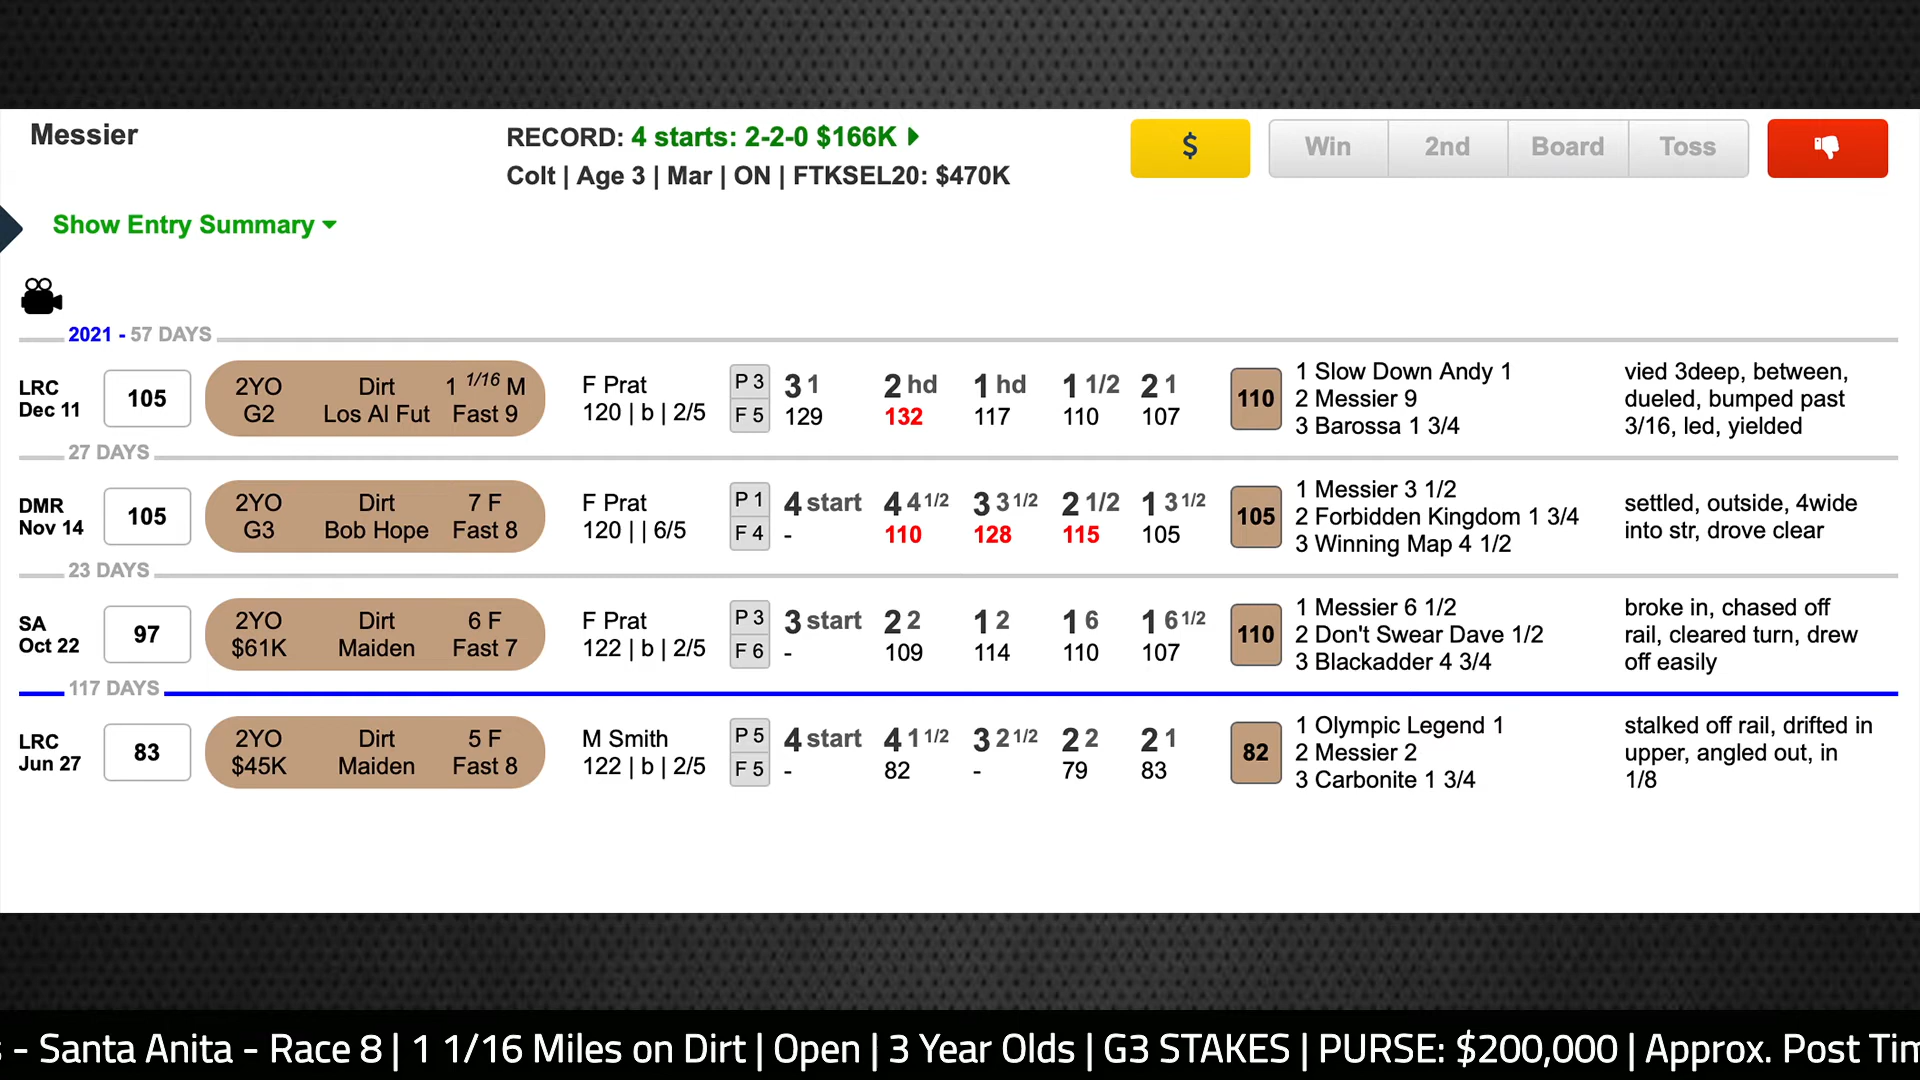 Messier
RECORD: 4 starts: 2-2-0 $166K
Colt | Age 3 | Mar | ON | FTKSEL20: $470K
$
Win
2nd
Board
Toss
Show Entry Summary
2021 - 57 DAYS
LRC
Dec 11
105
2YO Dirt 1 1/16 M
G2 Los Al Fut Fast 9
F Prat
120 | b | 2/5
P 3
F 5
3 1 2 hd 1 hd 1 1/2 2 1
129 132 117 110 107
110
1 Slow Down Andy 1
2 Messier 9
3 Barossa 1 3/4
vied 3deep, between,
dueled, bumped past
3/16, led, yielded
27 DAYS
DMR
Nov 14
105
2YO Dirt 7 F
G3 Bob Hope Fast 8
F Prat
120 | | 6/5
P 1
F 4
4 start 4 4 1/2 3 3 1/2 2 1/2 1 3 1/2
- 110 128 115 105
105
1 Messier 3 1/2
2 Forbidden Kingdom 1 3/4
3 Winning Map 4 1/2
settled, outside, 4wide
into str, drove clear
23 DAYS
SA
Oct 22
97
2YO Dirt 6 F
$61K Maiden Fast 7
F Prat
122 | b | 2/5
P 3
F 6
3 start 2 2 1 2 1 6 1 6 1/2
- 109 114 110 107
110
1 Messier 6 1/2
2 Don't Swear Dave 1/2
3 Blackadder 4 3/4
broke in, chased off
rail, cleared turn, drew
off easily
117 DAYS
LRC
Jun 27
83
2YO Dirt 5 F
$45K Maiden Fast 8
M Smith
122 | b | 2/5
P 5
F 5
4 start 4 1 1/2 3 2 1/2 2 2 2 1
- 82 - 79 83
82
1 Olympic Legend 1
2 Messier 2
3 Carbonite 1 3/4
stalked off rail, drifted in
upper, angled out, in
1/8
- Santa Anita - Race 8 | 1 1/16 Miles on Dirt | Open | 3 Year Olds | G3 STAKES | PURSE: $200,000 | Approx. Post